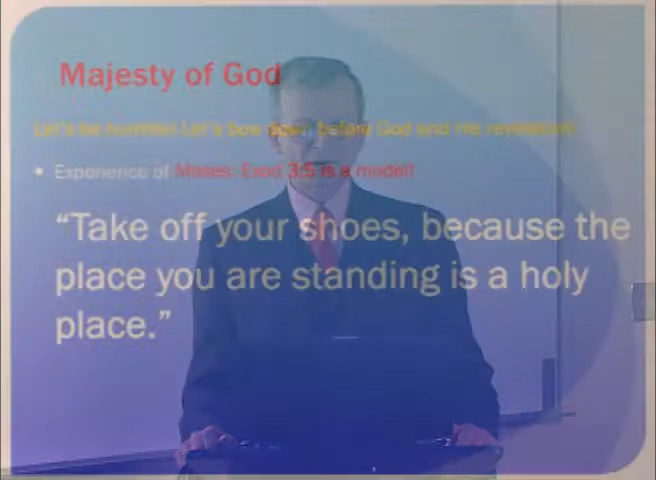 Majesty of God
Let's be humble! Let's bow down before God and His revelation!
• Experience of Moses: Exod 3:5 is a model!
“Take off your shoes, because the
place you are standing is a holy
place.”